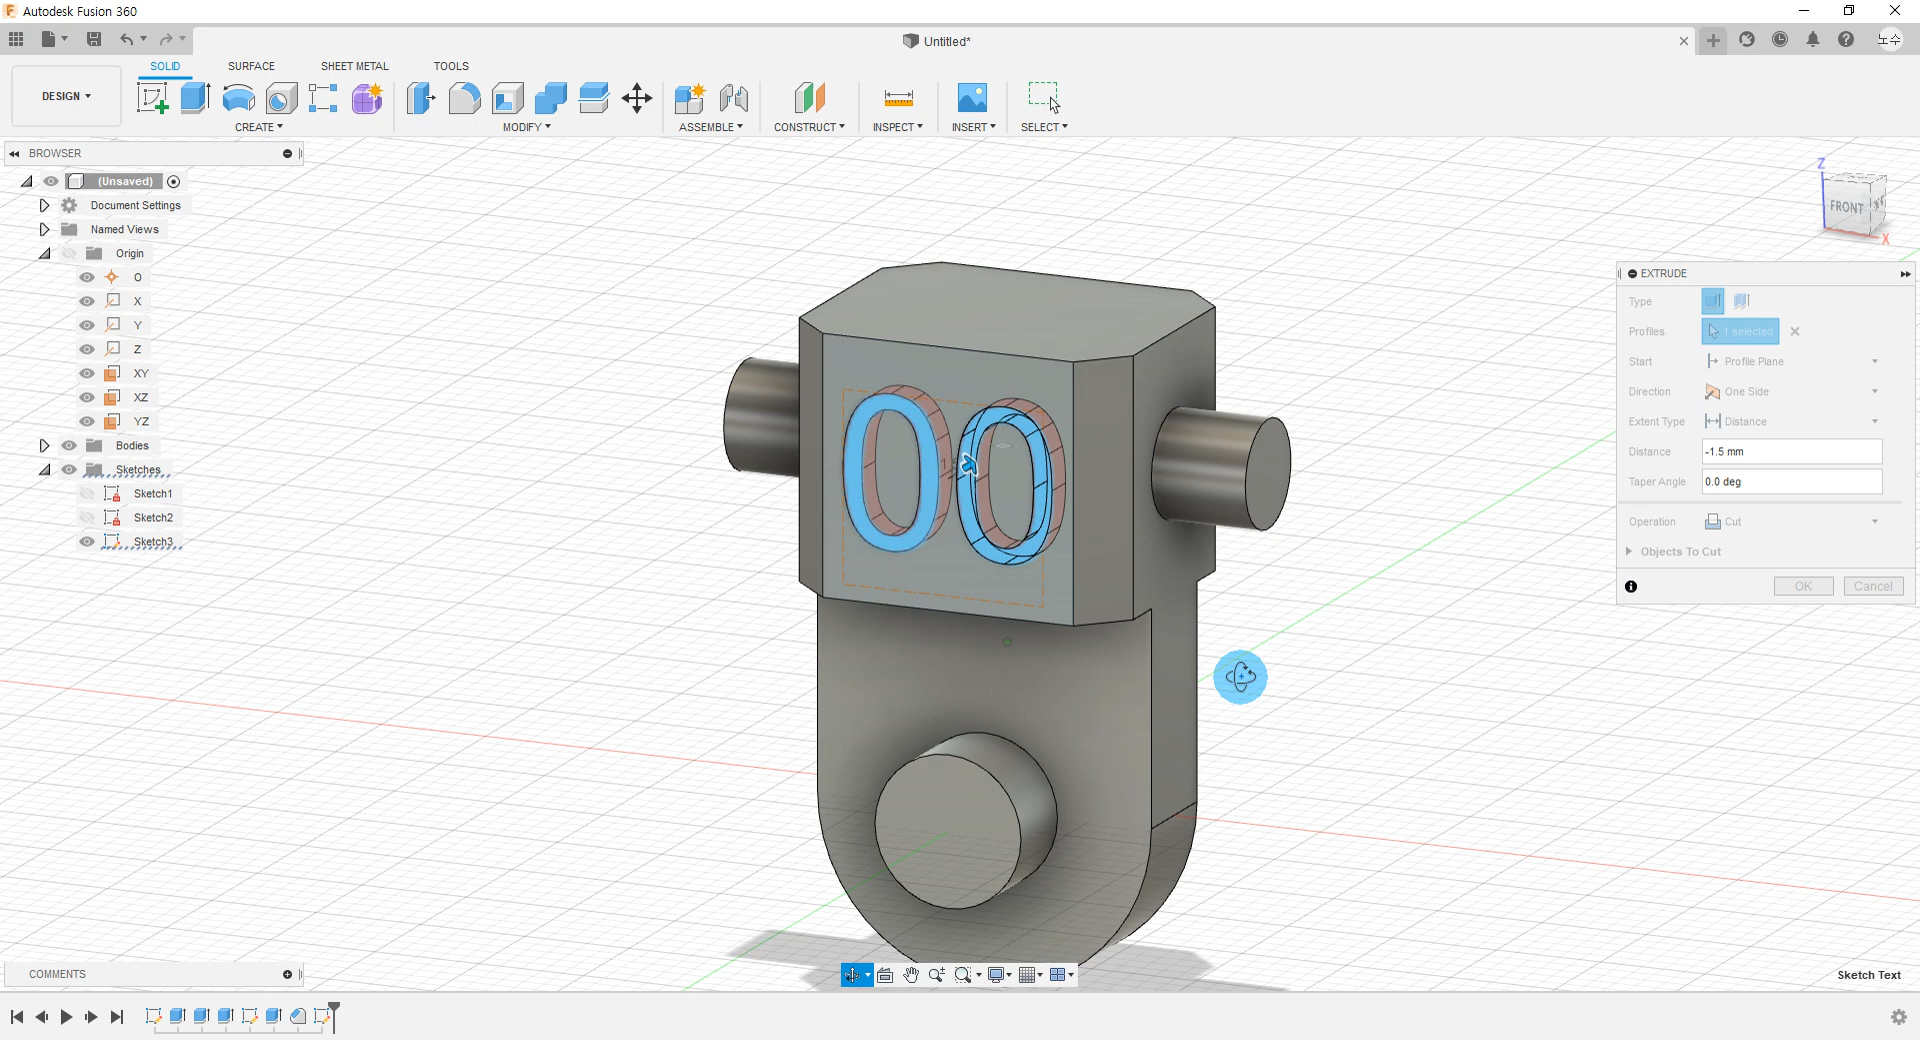 Autodesk Fusion 360
Untitled*
노수
DESIGN
SOLID
SURFACE
SHEET METAL
TOOLS
CREATE
MODIFY
ASSEMBLE
CONSTRUCT
INSPECT
INSERT
SELECT
BROWSER
(Unsaved)
Document Settings
Named Views
Origin
O
X
Y
Z
XY
XZ
YZ
Bodies
Sketches
Sketch1
Sketch2
Sketch3
Z
FRONT
X
EXTRUDE
Type
Profiles
1 selected
Start
Profile Plane
Direction
One Side
Extent Type
Distance
Distance
-1.5 mm
Taper Angle
0.0 deg
Operation
Cut
Objects To Cut
OK
Cancel
00
COMMENTS
Sketch Text